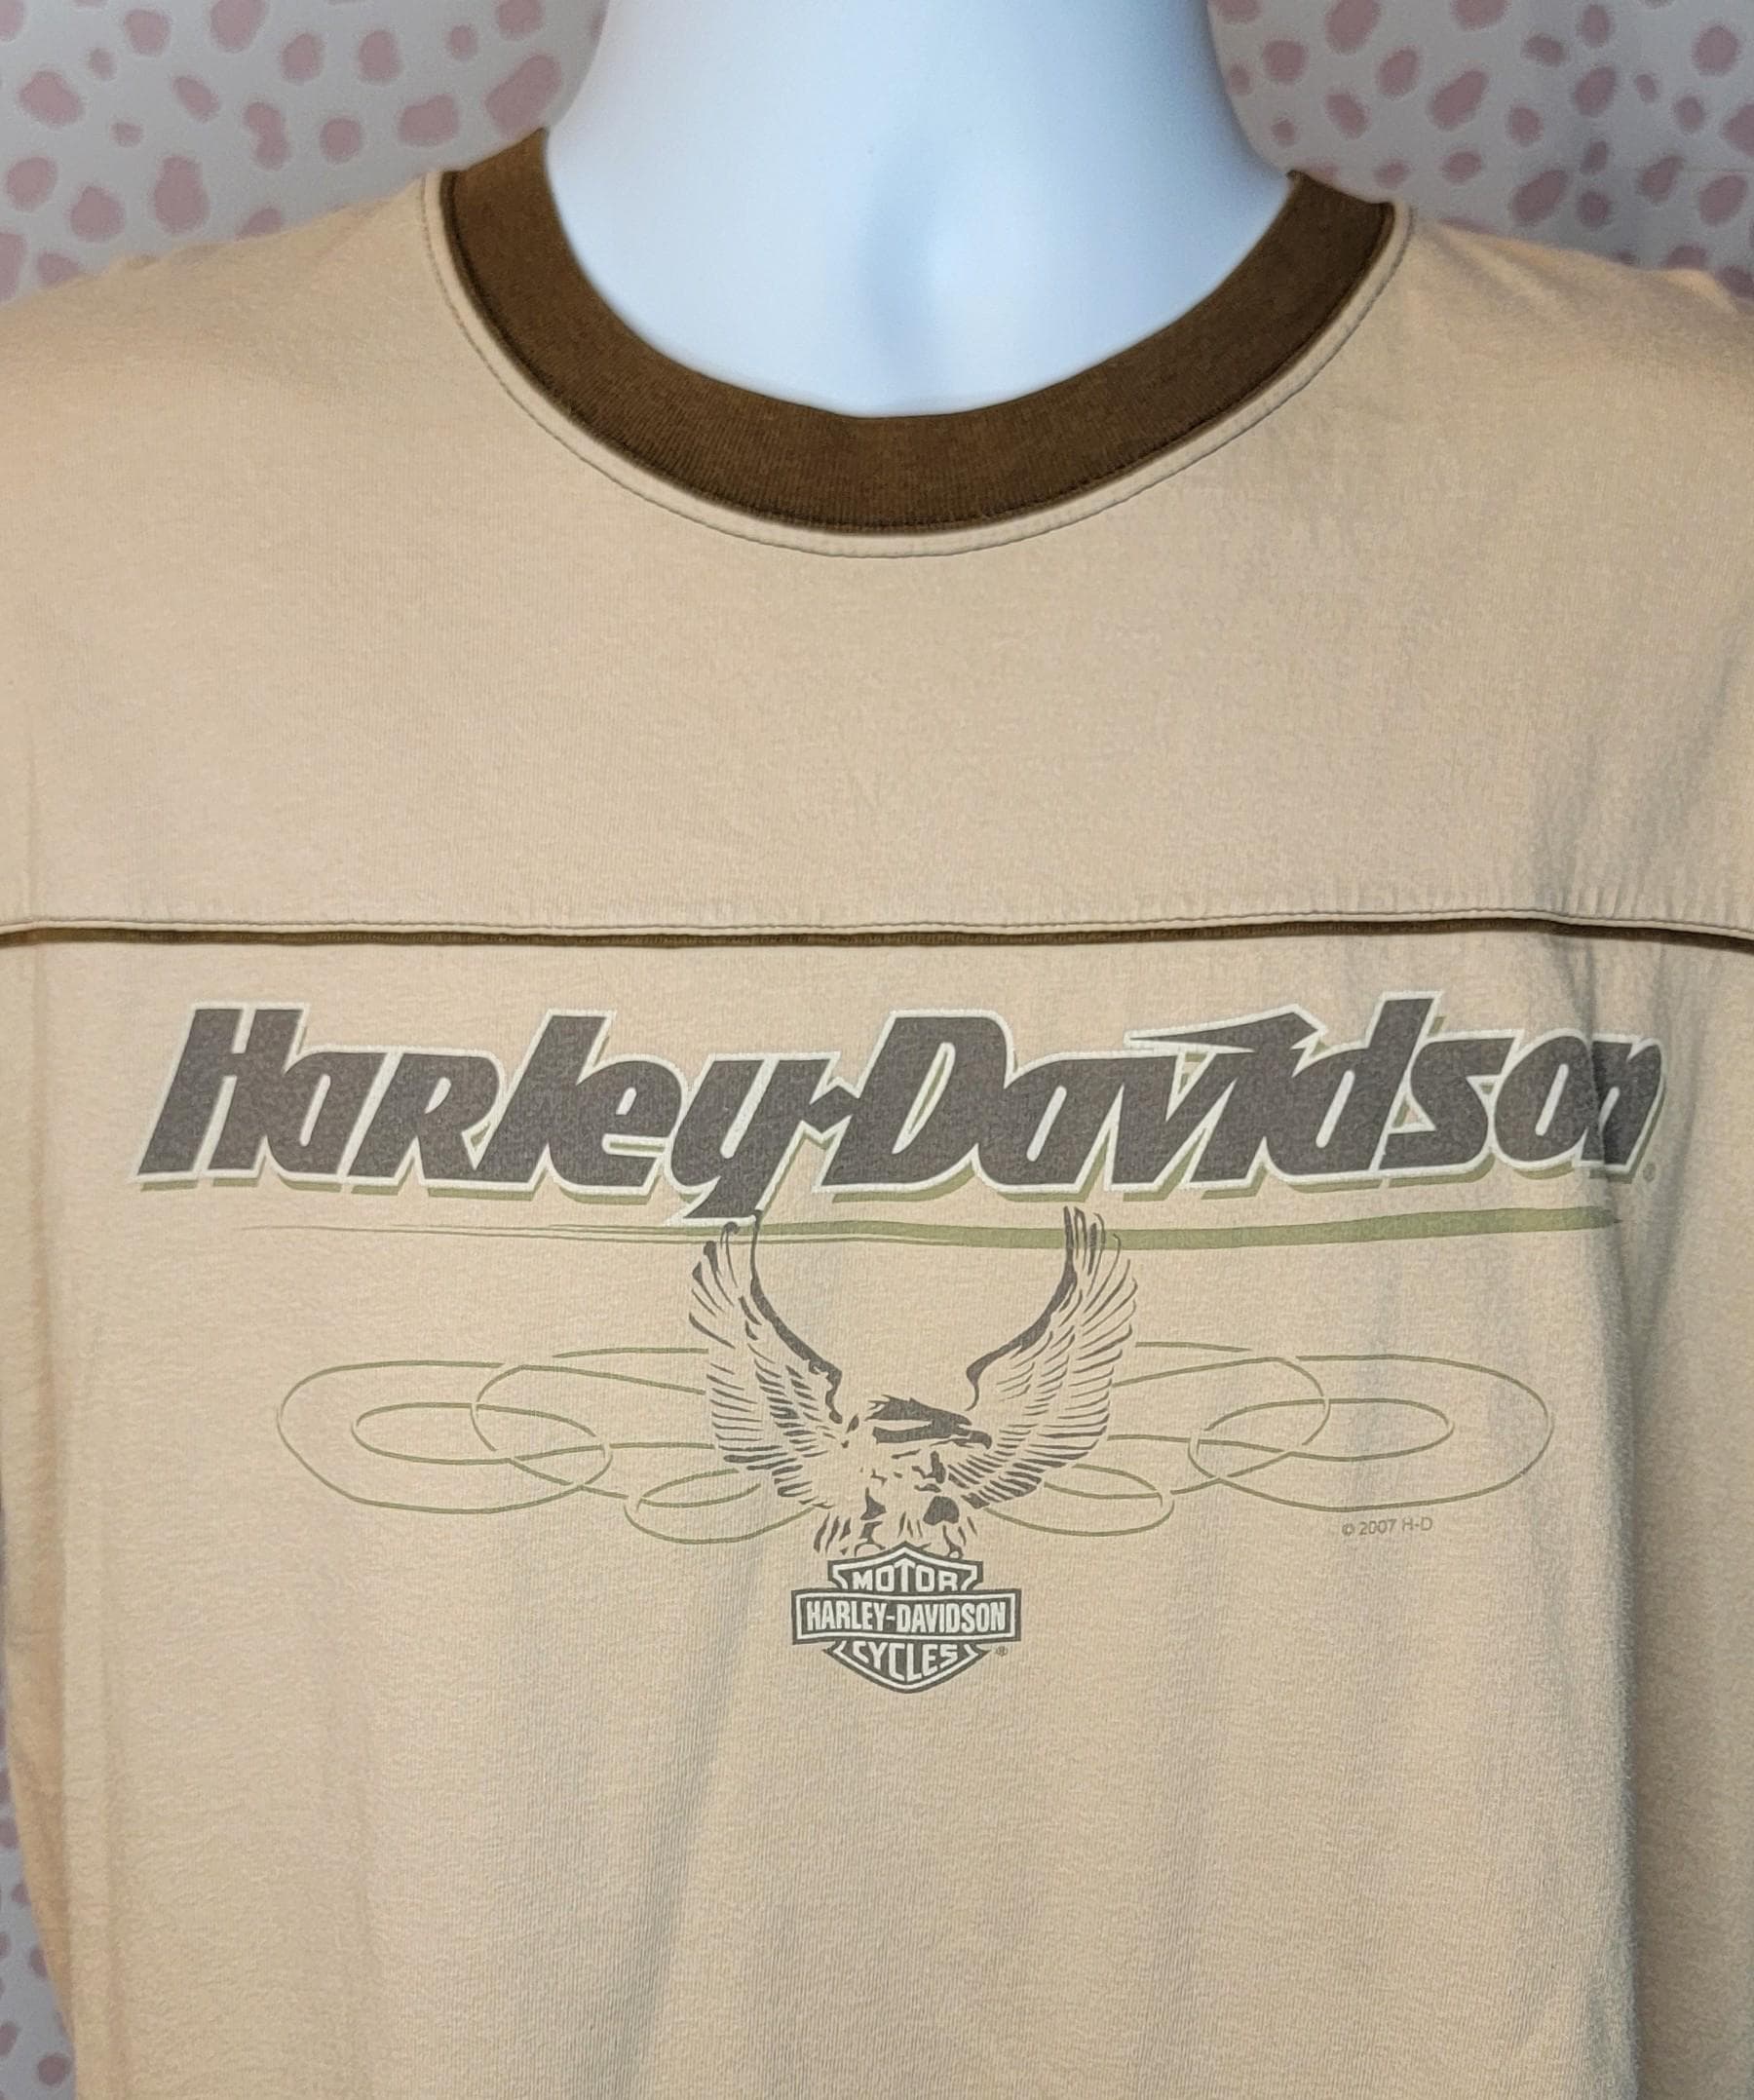 Harley-Davidson.
© 2007 H-D
MOTOR
HARLEY-DAVIDSON
CYCLES ®